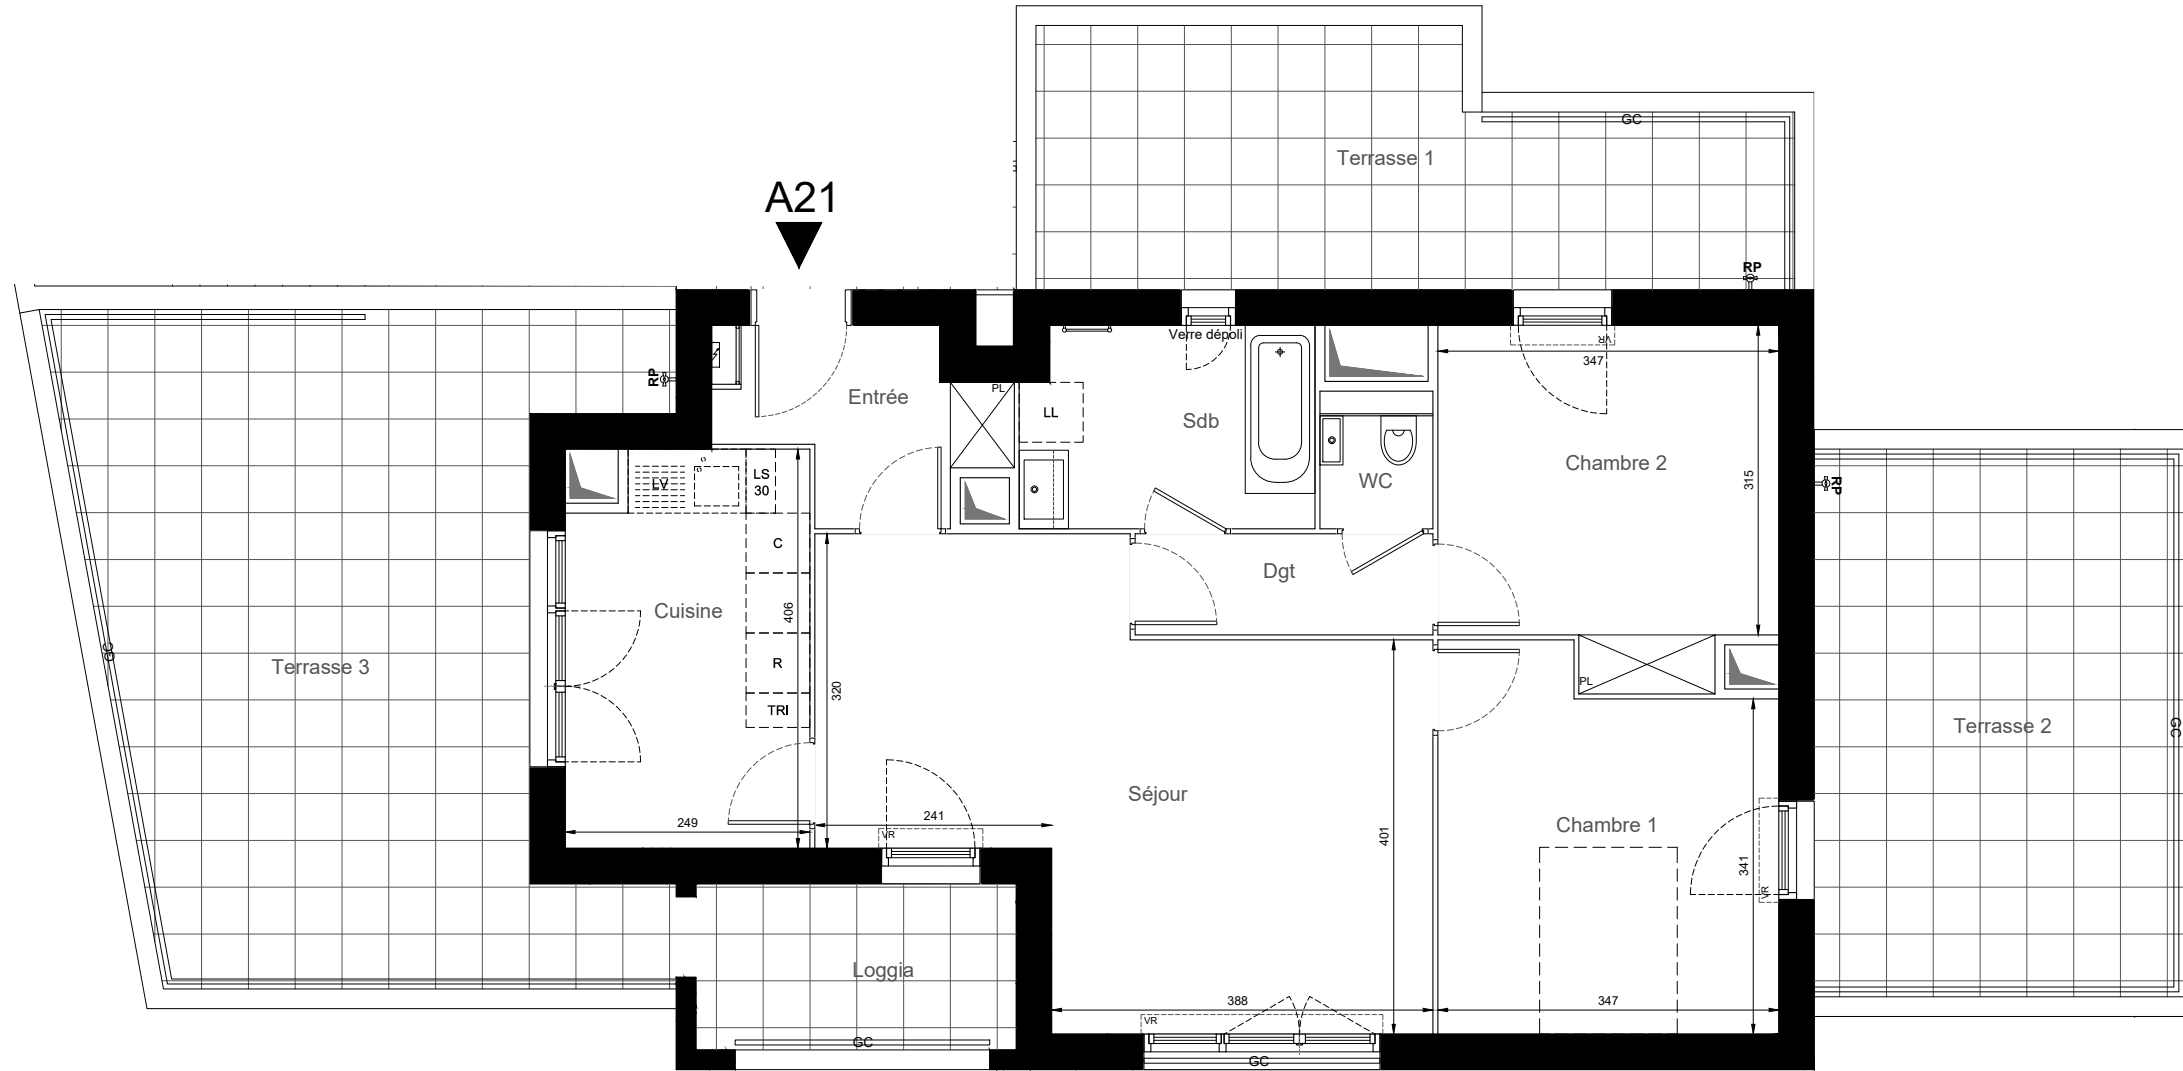 GC
Terrasse 1
A21
RP
Verre dépoli
VR
347
RP
Entrée
PL
LL
Sdb
WC
Chambre 2
315
RP
LV
LS
30
C
Dgt
Cuisine
406
R
TRI
320
GC
Terrasse 3
PL
Terrasse 2
GC
Séjour
249
241
VR
401
Chambre 1
341
VR
Loggia
388
347
VR
GC
GC